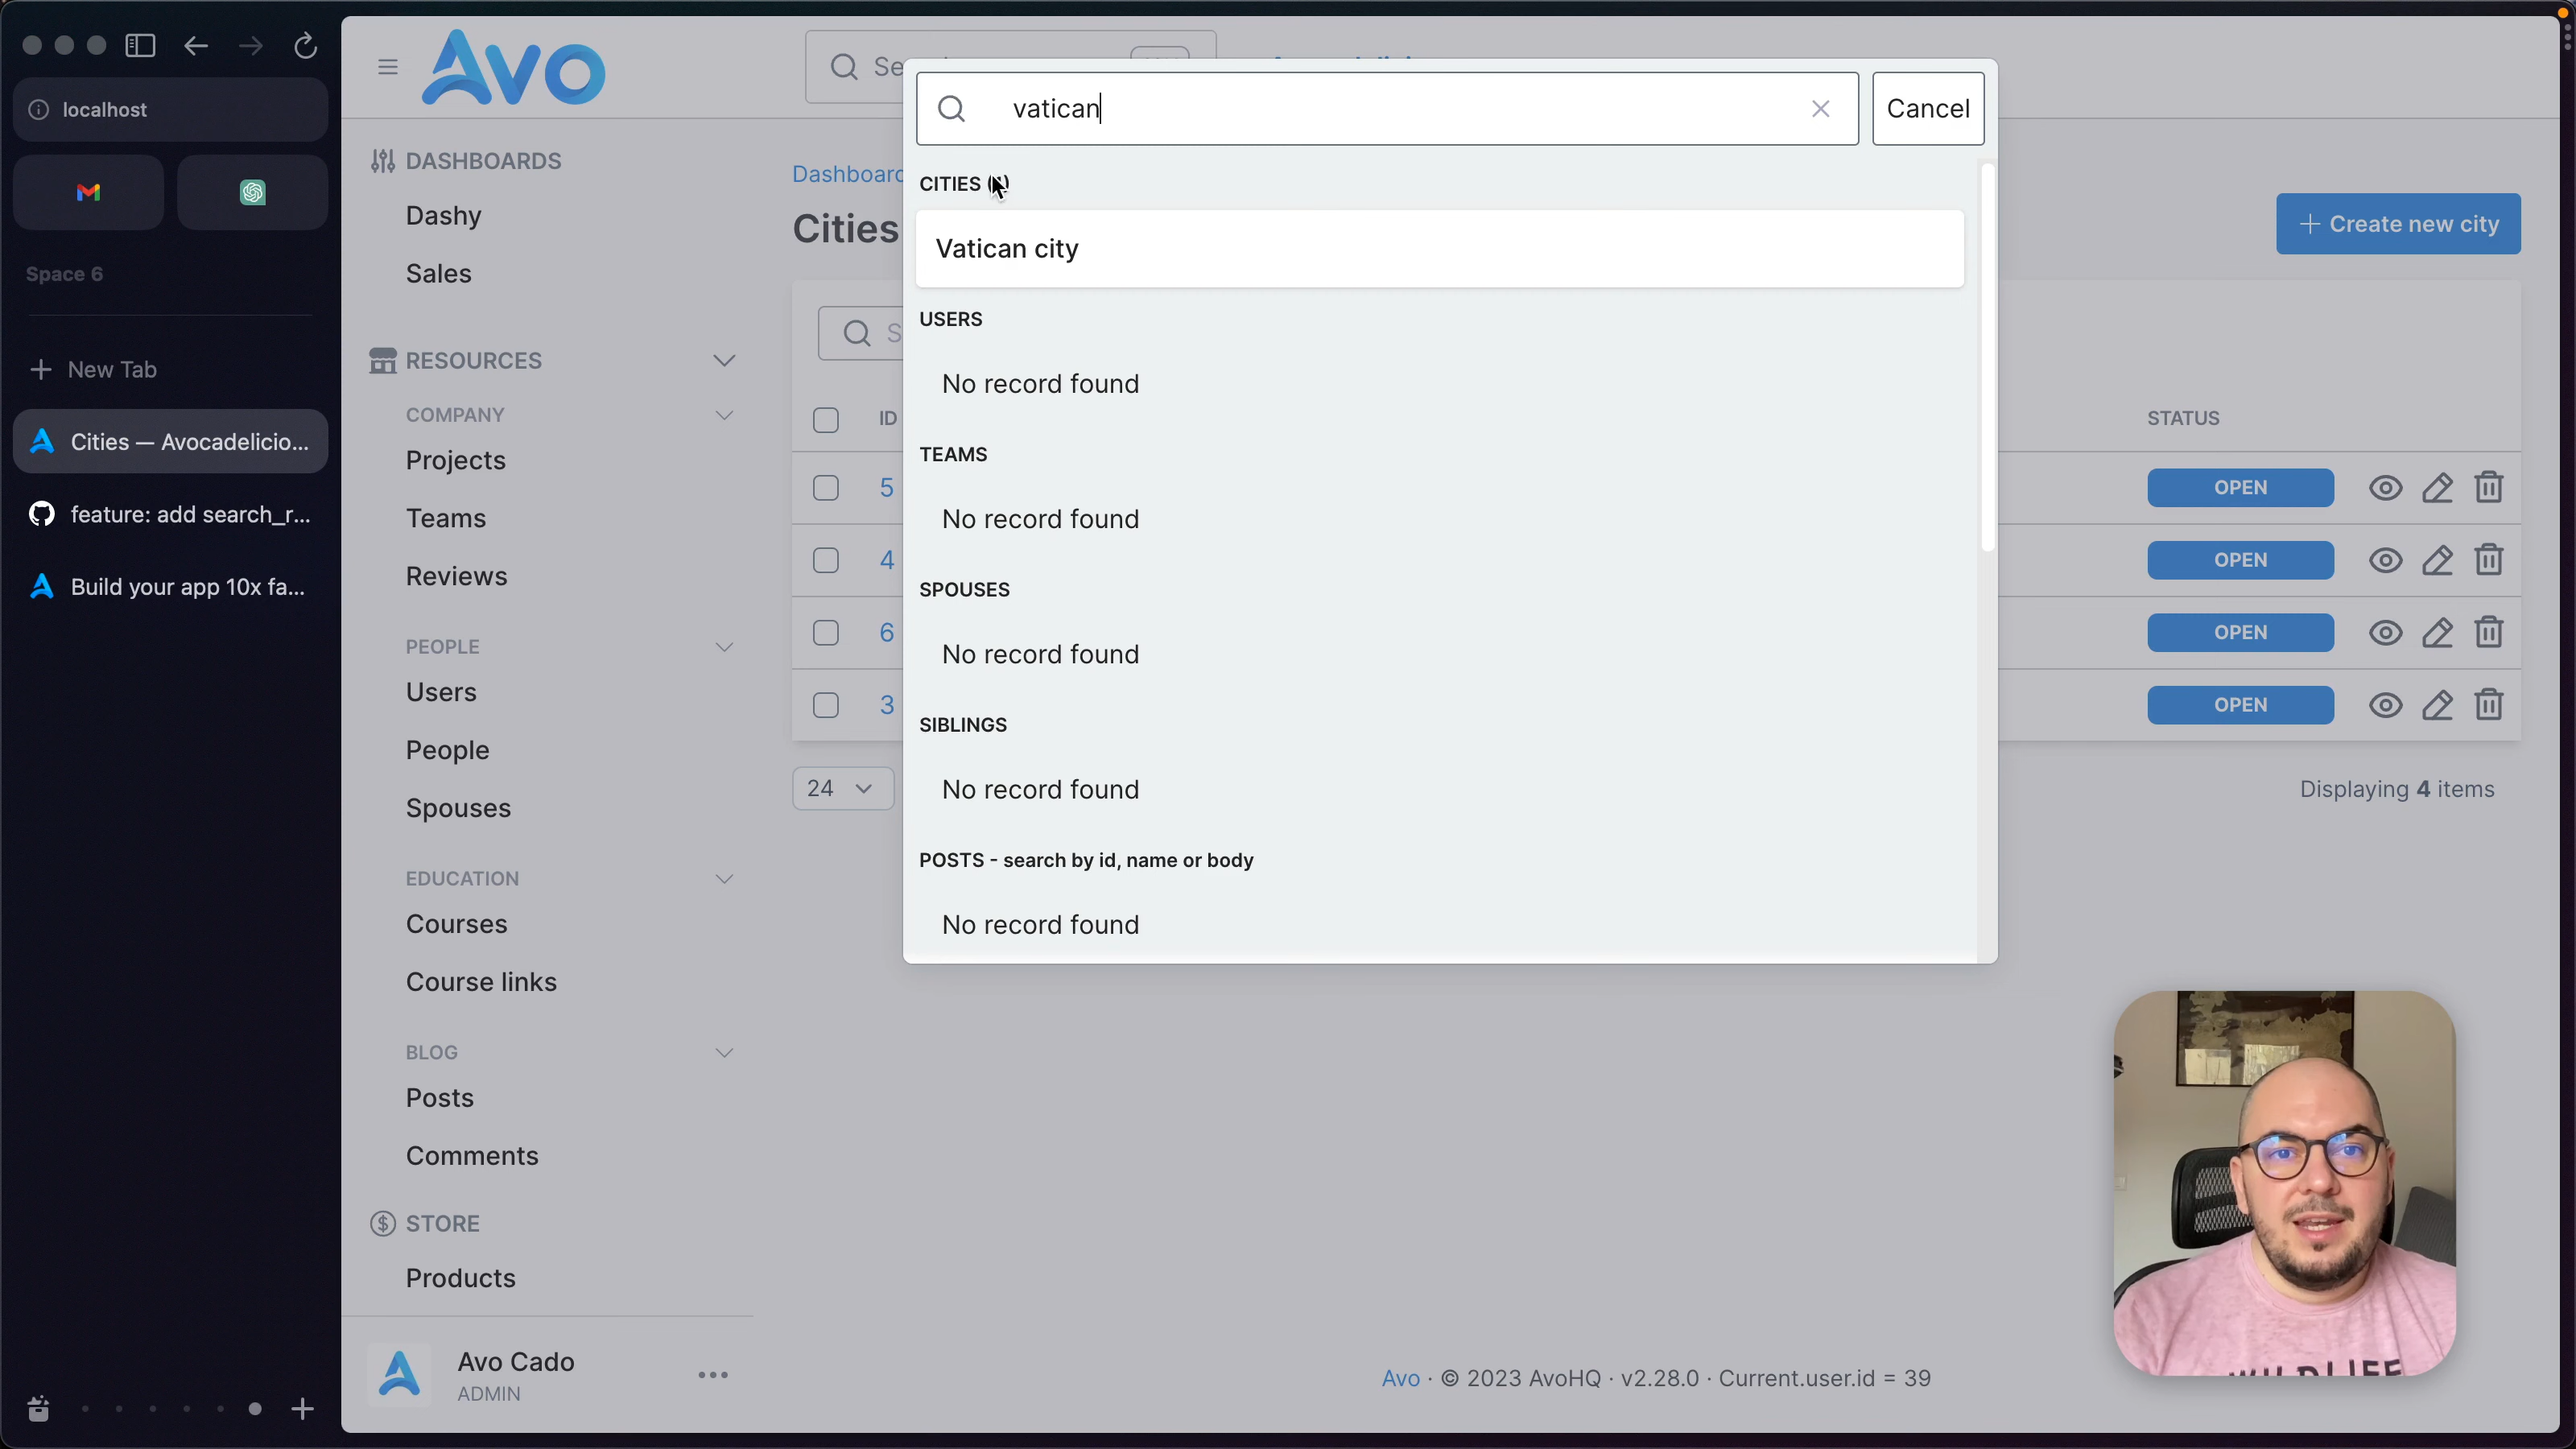 localhost
Space 6
New Tab
Cities — Avocadelicio...
feature: add search_r...
Build your app 10x fa...
Avo
DASHBOARDS
Dashy
Sales
RESOURCES
COMPANY
Projects
Teams
Reviews
PEOPLE
Users
People
Spouses
EDUCATION
Courses
Course links
BLOG
Posts
Comments
STORE
Products
Avo Cado
ADMIN
Se
vatican
Cancel
CITIES
Vatican city
USERS
No record found
TEAMS
No record found
SPOUSES
No record found
SIBLINGS
No record found
POSTS - search by id, name or body
No record found
Dashboard
Cities
Create new city
S
ID
STATUS
5
OPEN
4
OPEN
6
OPEN
3
OPEN
24
Displaying 4 items
Avo · © 2023 AvoHQ · v2.28.0 · Current.user.id = 39
WILDLIFE